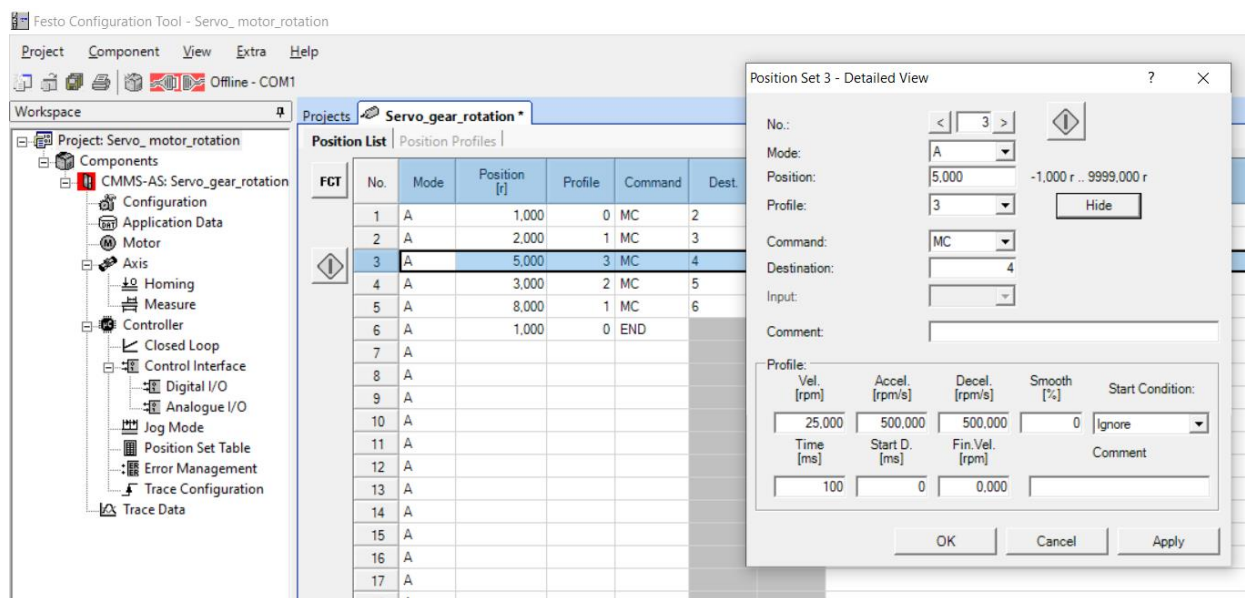 Festo Configuration Tool - Servo_ motor_rotation
Project Component View Extra Help
Offline - COM1
Workspace
Project: Servo_ motor_rotation
Components
CMMS-AS: Servo_gear_rotation
Configuration
Application Data
Motor
Axis
Homing
Measure
Controller
Closed Loop
Control Interface
Digital I/O
Analogue I/O
Jog Mode
Position Set Table
Error Management
Trace Configuration
Trace Data
Projects Servo_gear_rotation *
Position List Position Profiles
FCT
No. Mode Position [r] Profile Command Dest.
1 A 1,000 0 MC 2
2 A 2,000 1 MC 3
3 A 5,000 3 MC 4
4 A 3,000 2 MC 5
5 A 8,000 1 MC 6
6 A 1,000 0 END
7 A
8 A
9 A
10 A
11 A
12 A
13 A
14 A
15 A
16 A
17 A
Position Set 3 - Detailed View ? ×
No.: < 3 >
Mode: A
Position: 5,000 -1,000 r .. 9999,000 r
Profile: 3 Hide
Command: MC
Destination: 4
Input:
Comment:
Profile:
Vel. [rpm] Accel. [rpm/s] Decel. [rpm/s] Smooth [%] Start Condition:
25,000 500,000 500,000 0 Ignore
Time [ms] Start D. [ms] Fin.Vel. [rpm] Comment
100 0 0,000
OK Cancel Apply